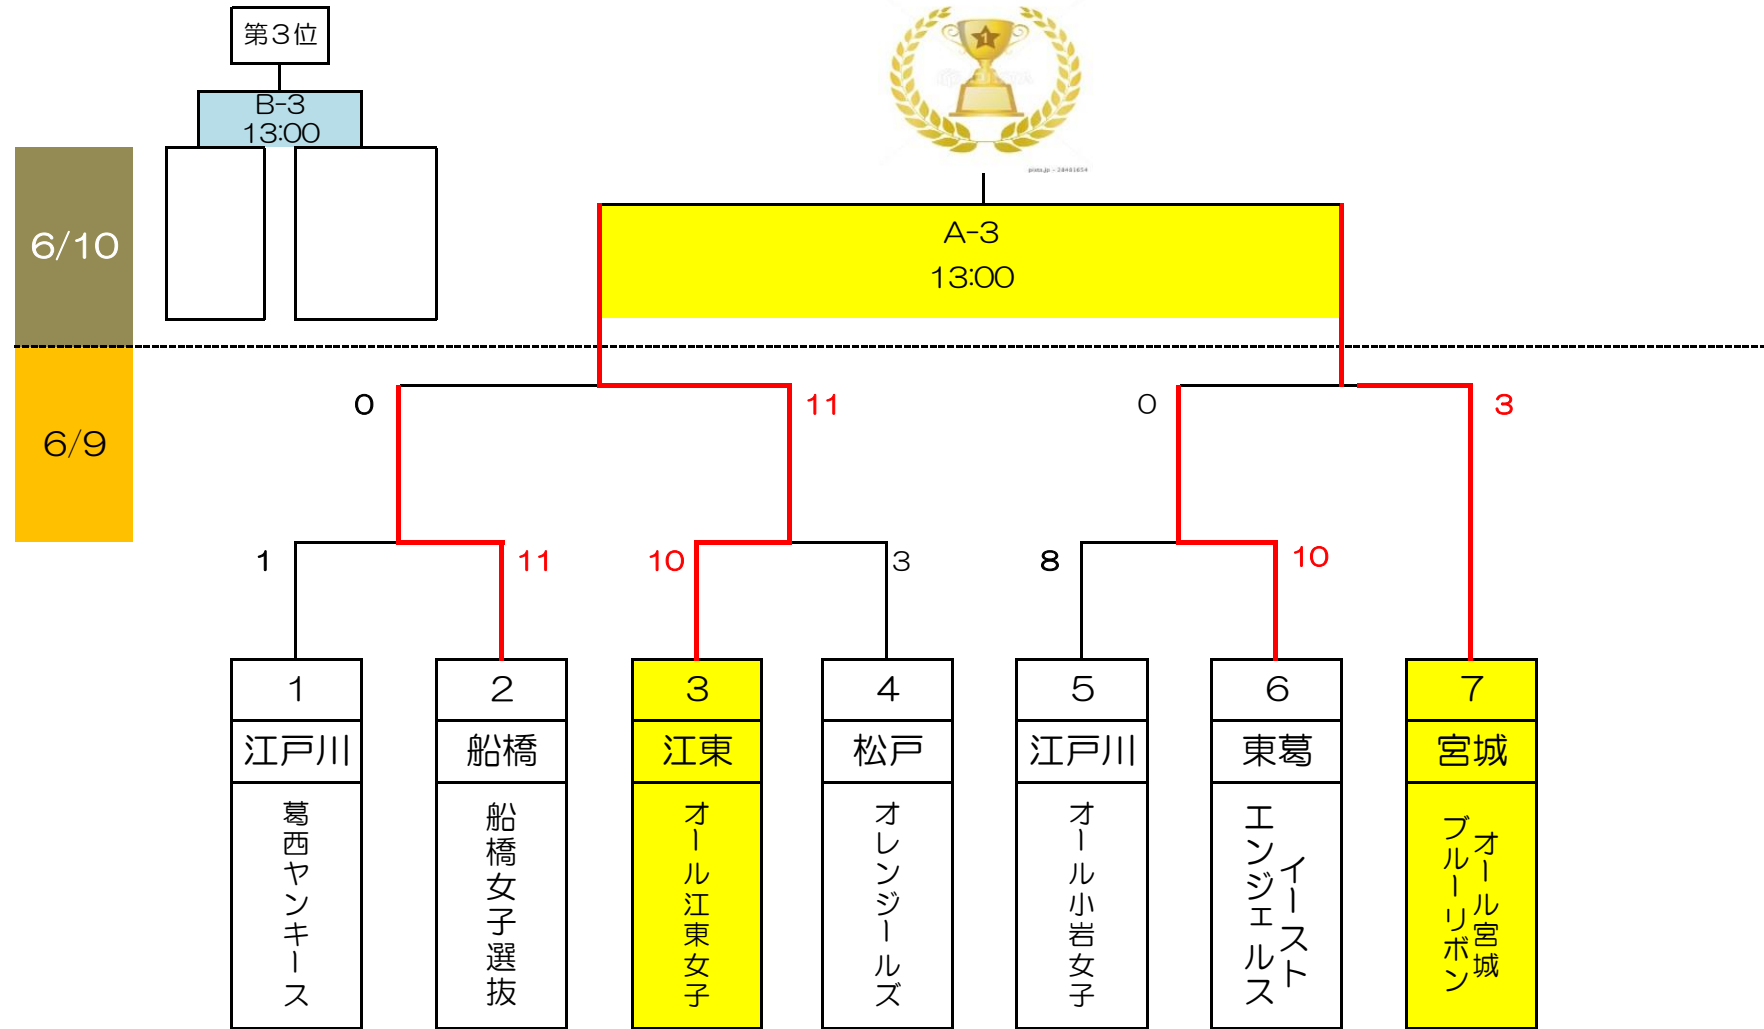 第3位
B-3
13:00
1
pixta.jp - 28481654
6/10
A-3
13:00
6/9
0
11
0
3
1
11
10
3
8
10
1
2
3
4
5
6
7
江戸川
船橋
江東
松戸
江戸川
東葛
宮城
葛西ヤンキース
船橋女子選抜
オール江東女子
オレンジールズ
オール小岩女子
イースト
エンジェルス
オール宮城
ブルーリボン